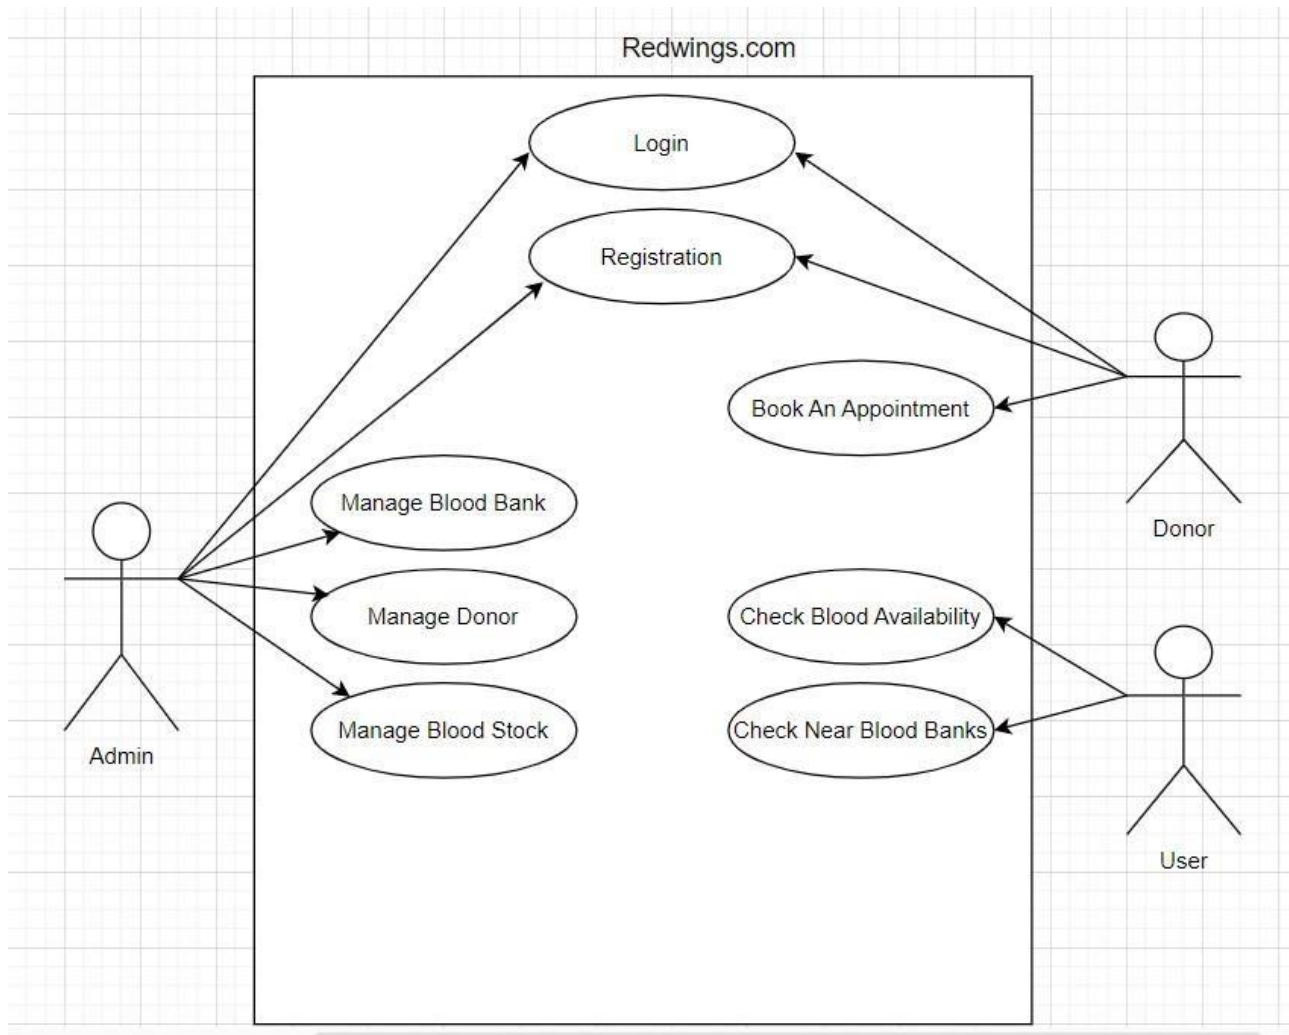 Redwings.com
Login
Registration
Book An Appointment
Manage Blood Bank
Donor
Manage Donor
Check Blood Availability
Manage Blood Stock
Check Near Blood Banks
Admin
User